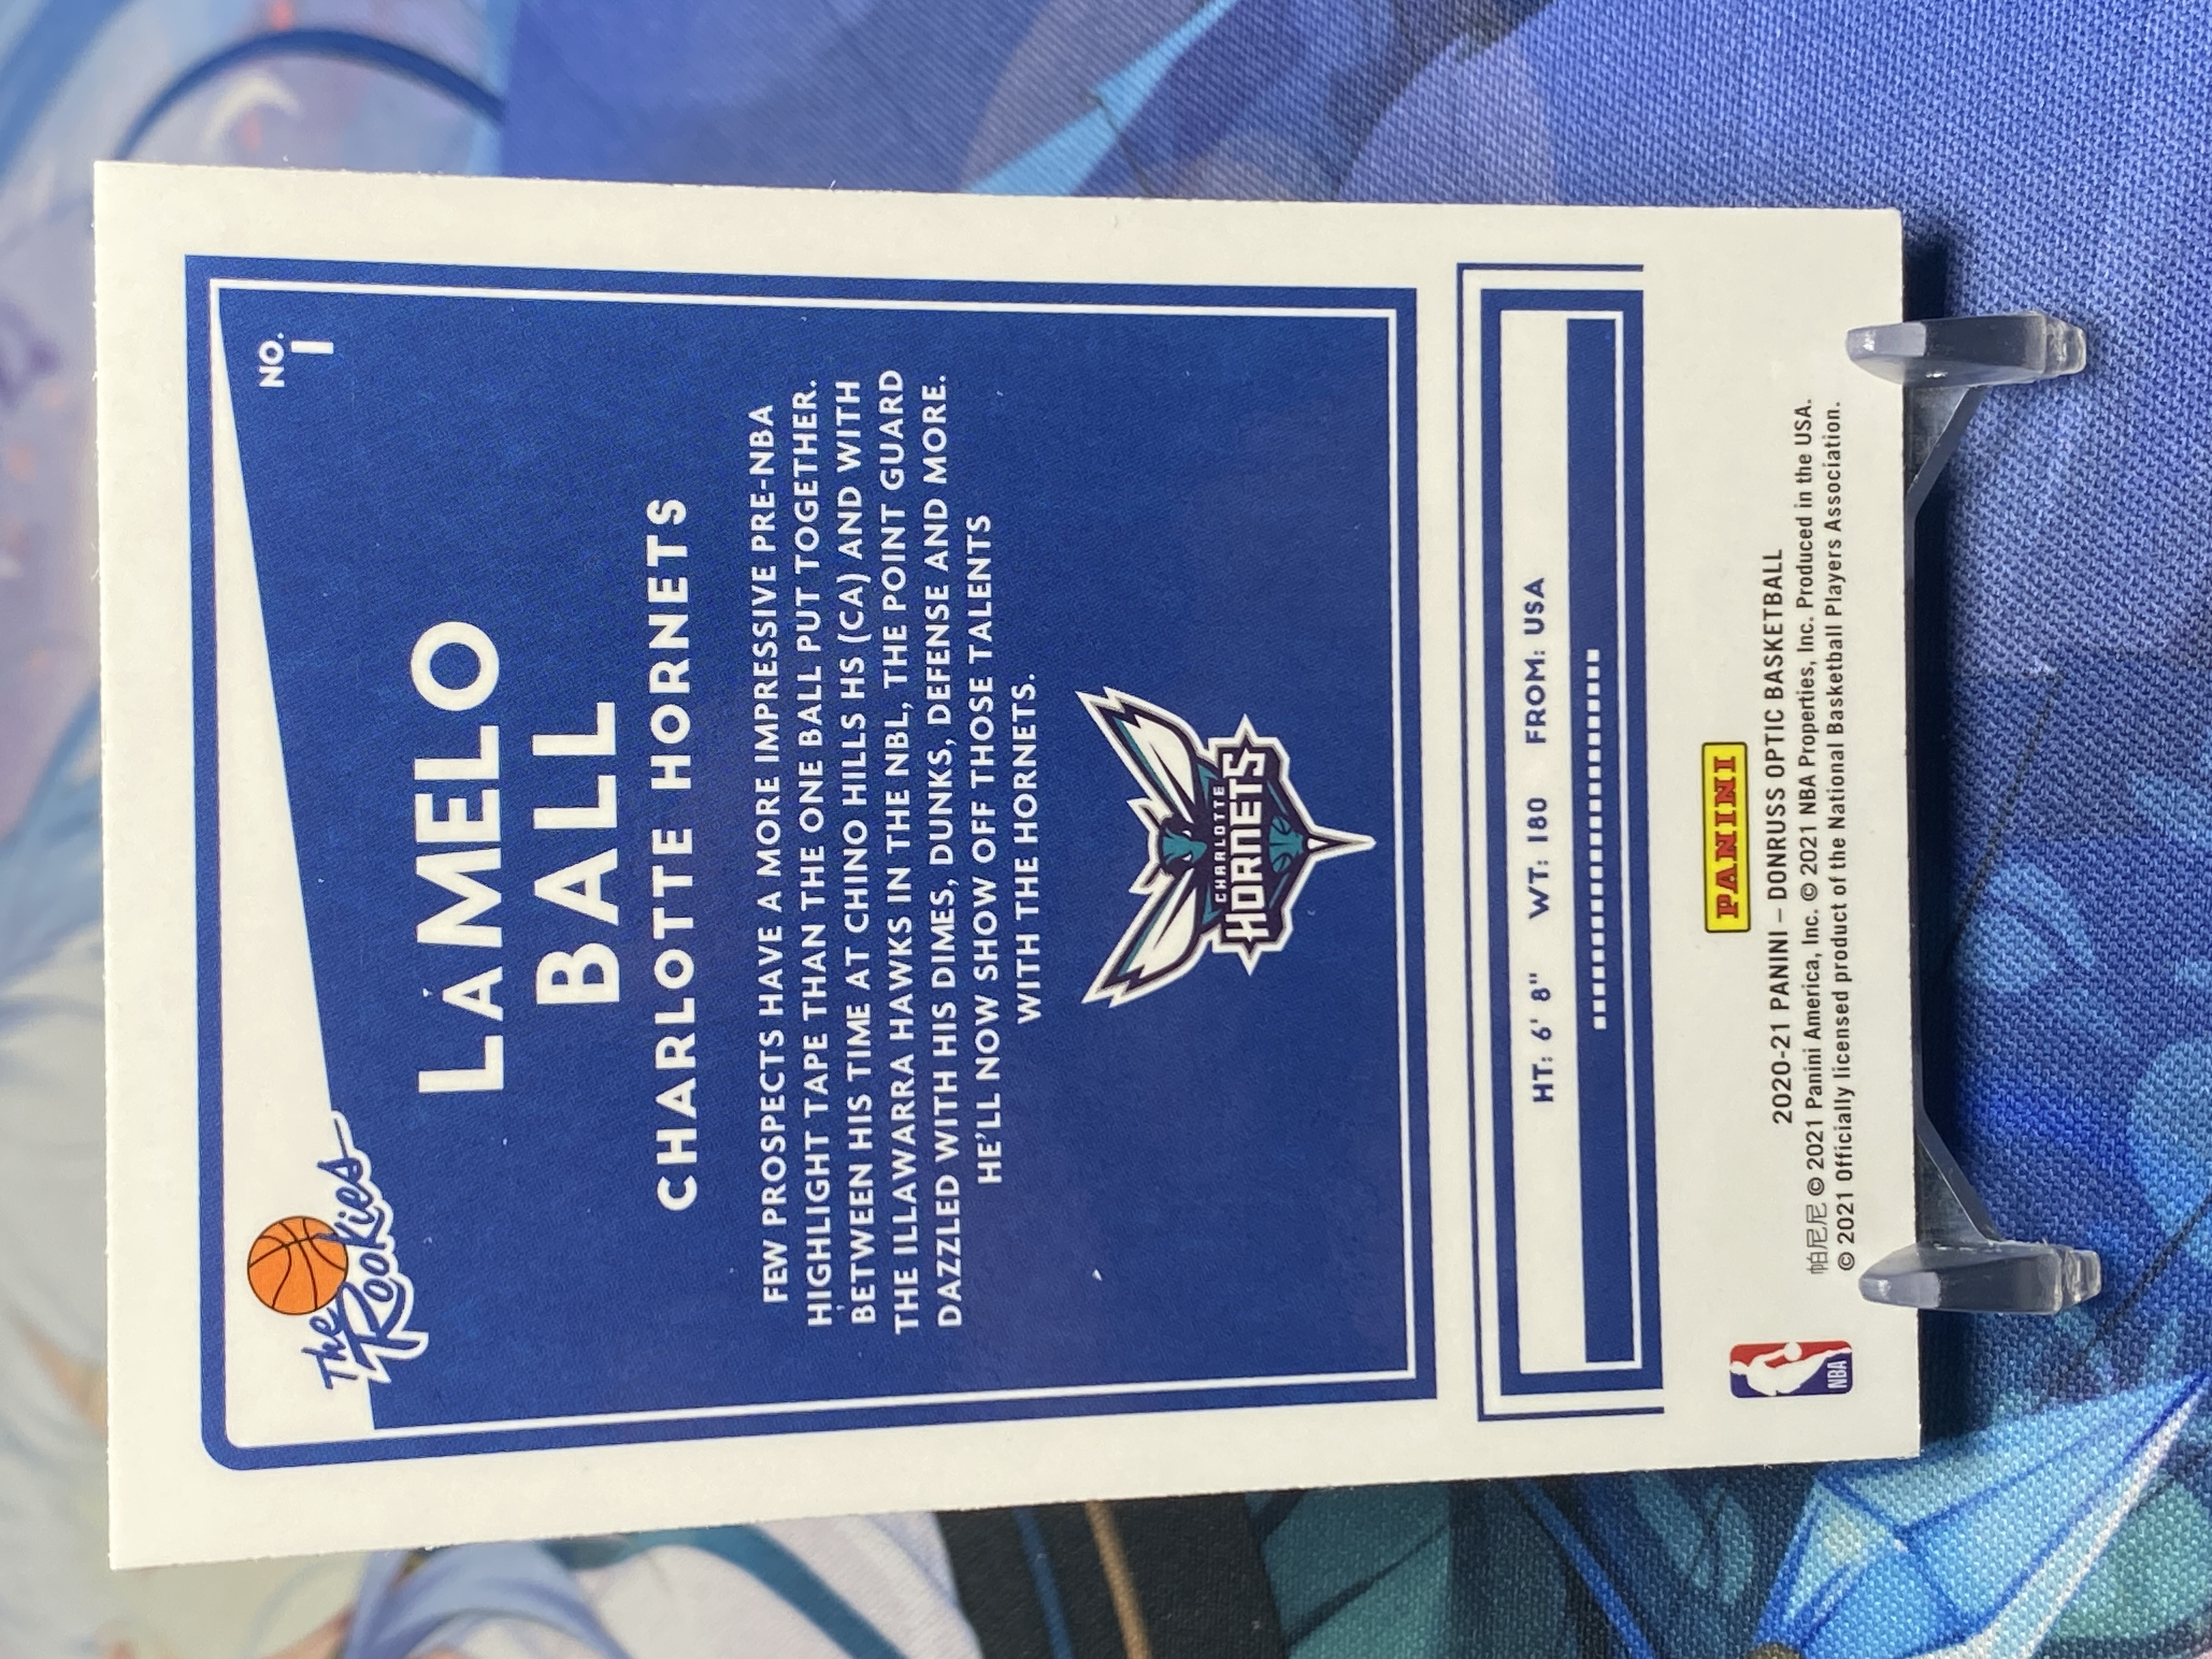 The
Rookies
NO.
1
LAMELO
BALL
CHARLOTTE HORNETS
FEW PROSPECTS HAVE A MORE IMPRESSIVE PRE-NBA
HIGHLIGHT TAPE THAN THE ONE BALL PUT TOGETHER.
BETWEEN HIS TIME AT CHINO HILLS HS (CA) AND WITH
THE ILLAWARRA HAWKS IN THE NBL, THE POINT GUARD
DAZZLED WITH HIS DIMES, DUNKS, DEFENSE AND MORE.
HE'LL NOW SHOW OFF THOSE TALENTS
WITH THE HORNETS.
CHARLOTTE
HORNETS
HT: 6' 8" WT: 180 FROM: USA
PANINI
2020-21 PANINI – DONRUSS OPTIC BASKETBALL
帕尼尼 © 2021 Panini America, Inc. © 2021 NBA Properties, Inc. Produced in the USA.
© 2021 Officially licensed product of the National Basketball Players Association.
NBA